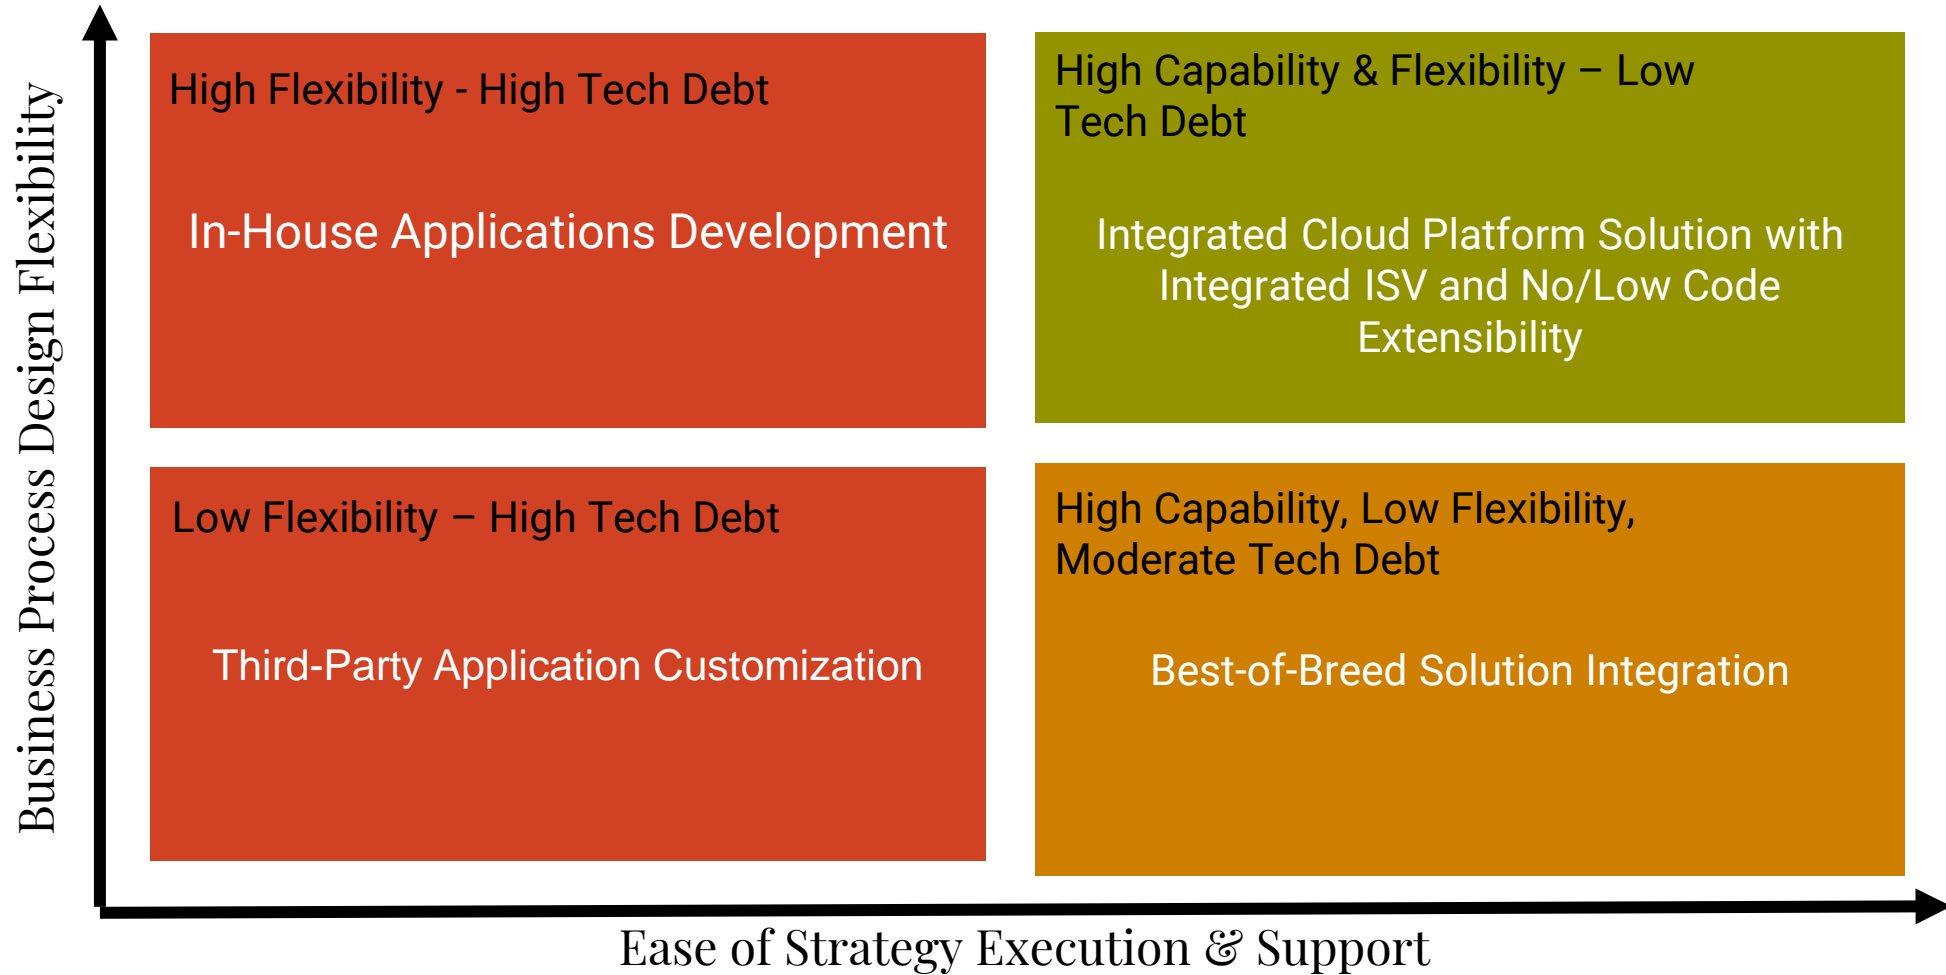 Business Process Design Flexibility
High Flexibility - High Tech Debt
In-House Applications Development
High Capability & Flexibility – Low
Tech Debt
Integrated Cloud Platform Solution with
Integrated ISV and No/Low Code
Extensibility
Low Flexibility – High Tech Debt
Third-Party Application Customization
High Capability, Low Flexibility,
Moderate Tech Debt
Best-of-Breed Solution Integration
Ease of Strategy Execution & Support